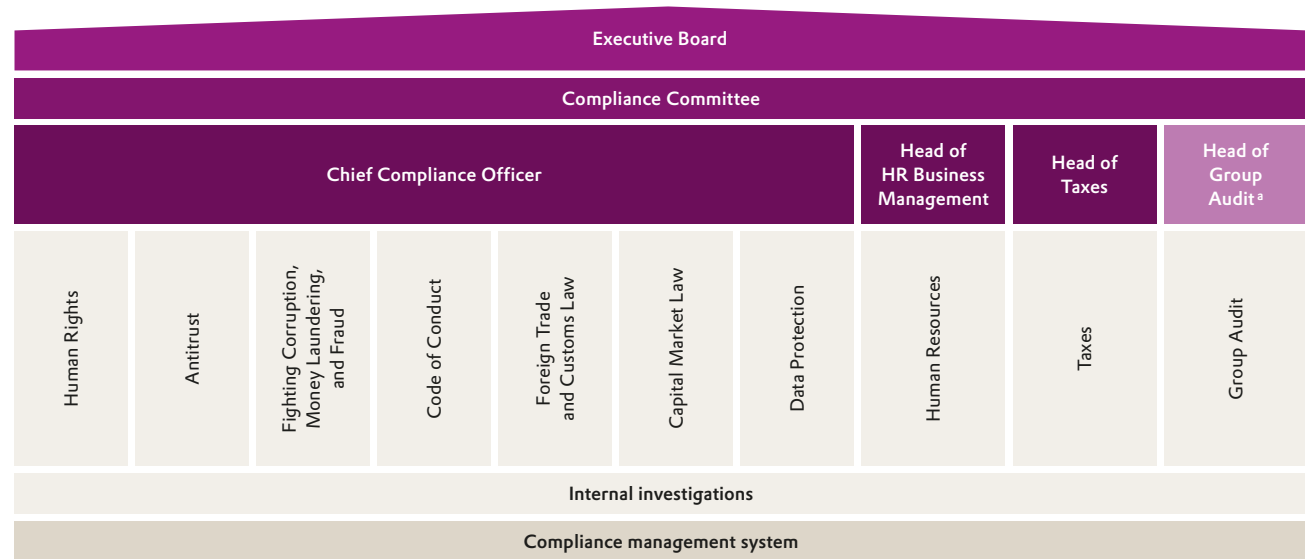 Executive Board
Compliance Committee
Chief Compliance Officer
Head of
HR Business
Management
Head of
Taxes
Head of
Group
Audit a
Human Rights
Antitrust
Fighting Corruption,
Money Laundering,
and Fraud
Code of Conduct
Foreign Trade
and Customs Law
Capital Market Law
Data Protection
Human Resources
Taxes
Group Audit
Internal investigations
Compliance management system